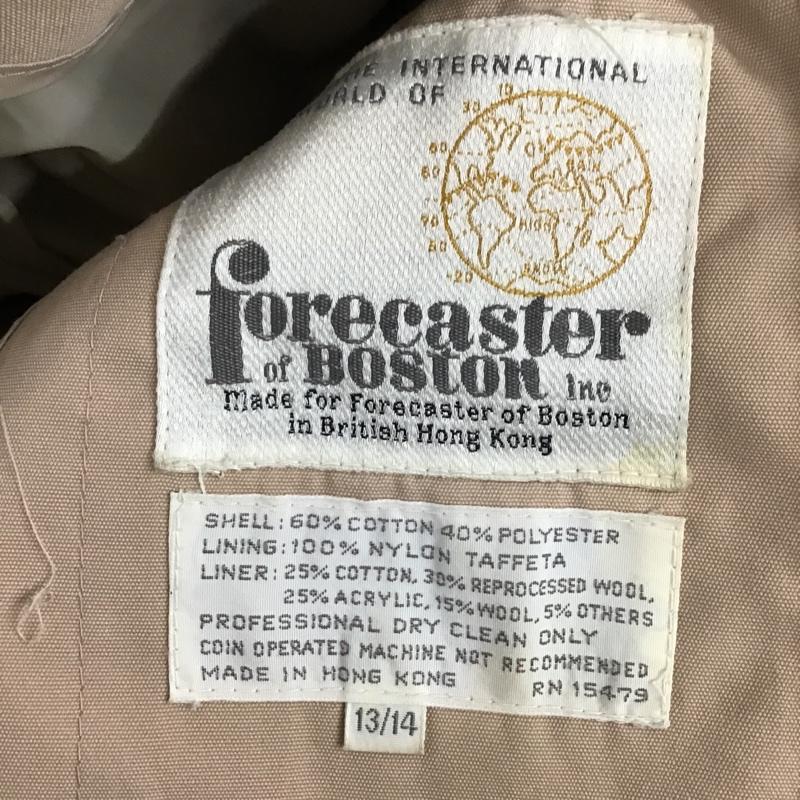 INTERNATIONAL
OF
forecaster
of BOSTON Inc
Made for Forecaster of Boston
in British Hong Kong
SHELL: 60% COTTON 40% POLYESTER
LINING: 100% NYLON TAFFETA
LINER: 25% COTTON, 30% REPROCESSED WOOL,
25% ACRYLIC, 15% WOOL, 5% OTHERS
PROFESSIONAL DRY CLEAN ONLY
COIN OPERATED MACHINE NOT RECOMMENDED
MADE IN HONG KONG RN 15479
13/14